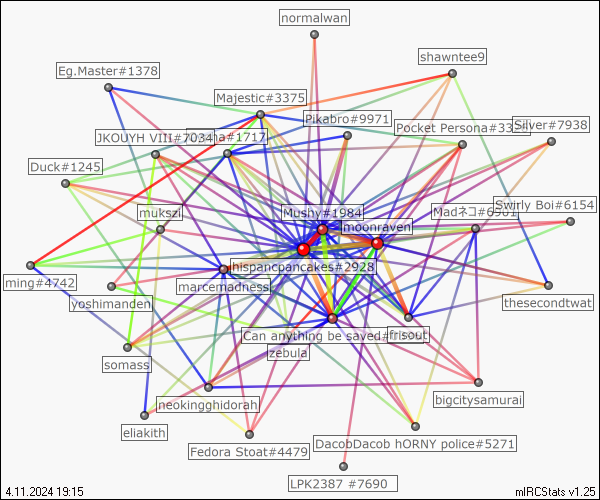 normalwan
shawntee9
Eg.Master#1378
Majestic#3375
Pikabro#9971
Pocket Persona#33
Silver#7938
JKOUYH VIII#7034
#1717
Duck#1245
Swirly Boi#6154
mukszi
Mushy#1984
Madネコ#6901
moonraven
hispancpancakes#2928
ming#4742
marcemadness
yoshimanden
thesecondtwat
Can anything be saved
frisout
zebula
somass
bigcitysamurai
neokingghidorah
eliakith
DacobDacob hORNY police#5271
Fedora Stoat#4479
LPK2387 #7690
4.11.2024 19:15
mIRCStats v1.25